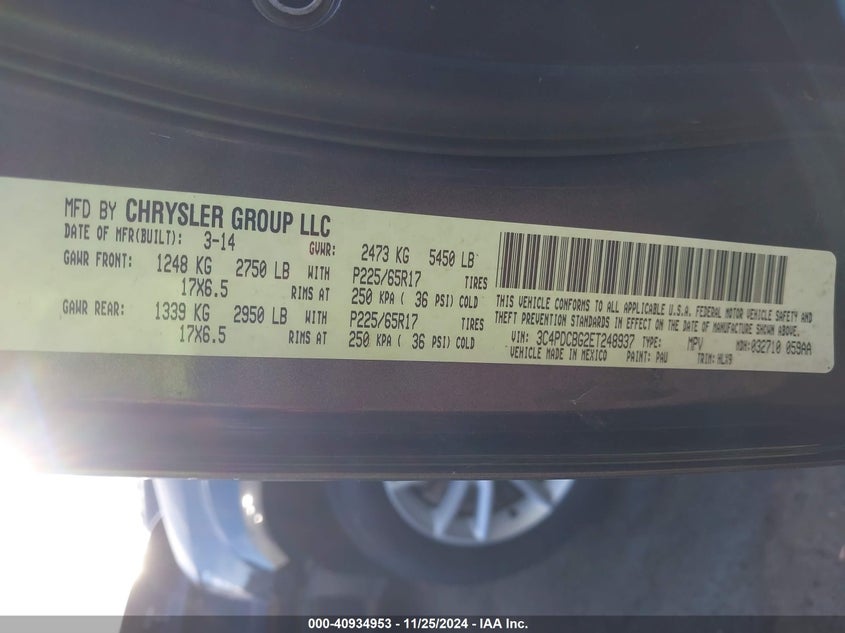 MFD BY CHRYSLER GROUP LLC
DATE OF MFR(BUILT): 3-14 GVWR: 2473 KG 5450 LB
GAWR FRONT: 1248 KG 2750 LB WITH P225/65R17 TIRES
17X6.5 RIMS AT 250 KPA ( 36 PSI) COLD
GAWR REAR: 1339 KG 2950 LB WITH P225/65R17 TIRES
17X6.5 RIMS AT 250 KPA ( 36 PSI) COLD
THIS VEHICLE CONFORMS TO ALL APPLICABLE U.S.A. FEDERAL MOTOR VEHICLE SAFETY AND
THEFT PREVENTION STANDARDS IN EFFECT ON THE DATE OF MANUFACTURE SHOWN ABOVE.
VIN: 3C4PDCBG2ET248937 TYPE: MPV MDH:032710 059AA
VEHICLE MADE IN MEXICO PAINT: PAU TRIM: HLX9
000-40934953 - 11/25/2024 - IAA Inc.